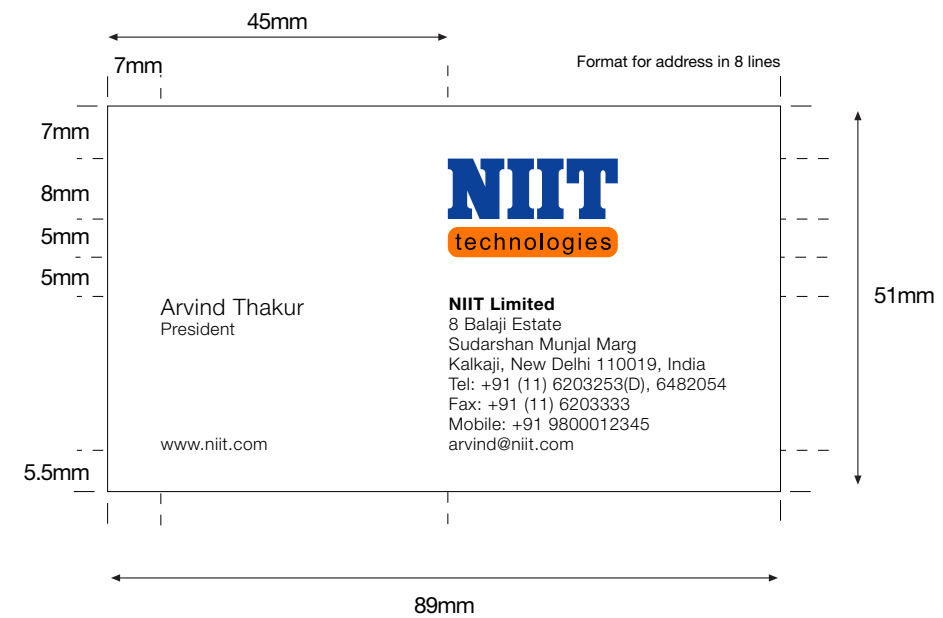 45mm
7mm
Format for address in 8 lines
7mm
8mm
5mm
5mm
5.5mm
NIIT
technologies
Arvind Thakur
President
www.niit.com
NIIT Limited
8 Balaji Estate
Sudarshan Munjal Marg
Kalkaji, New Delhi 110019, India
Tel: +91 (11) 6203253(D), 6482054
Fax: +91 (11) 6203333
Mobile: +91 9800012345
arvind@niit.com
51mm
89mm